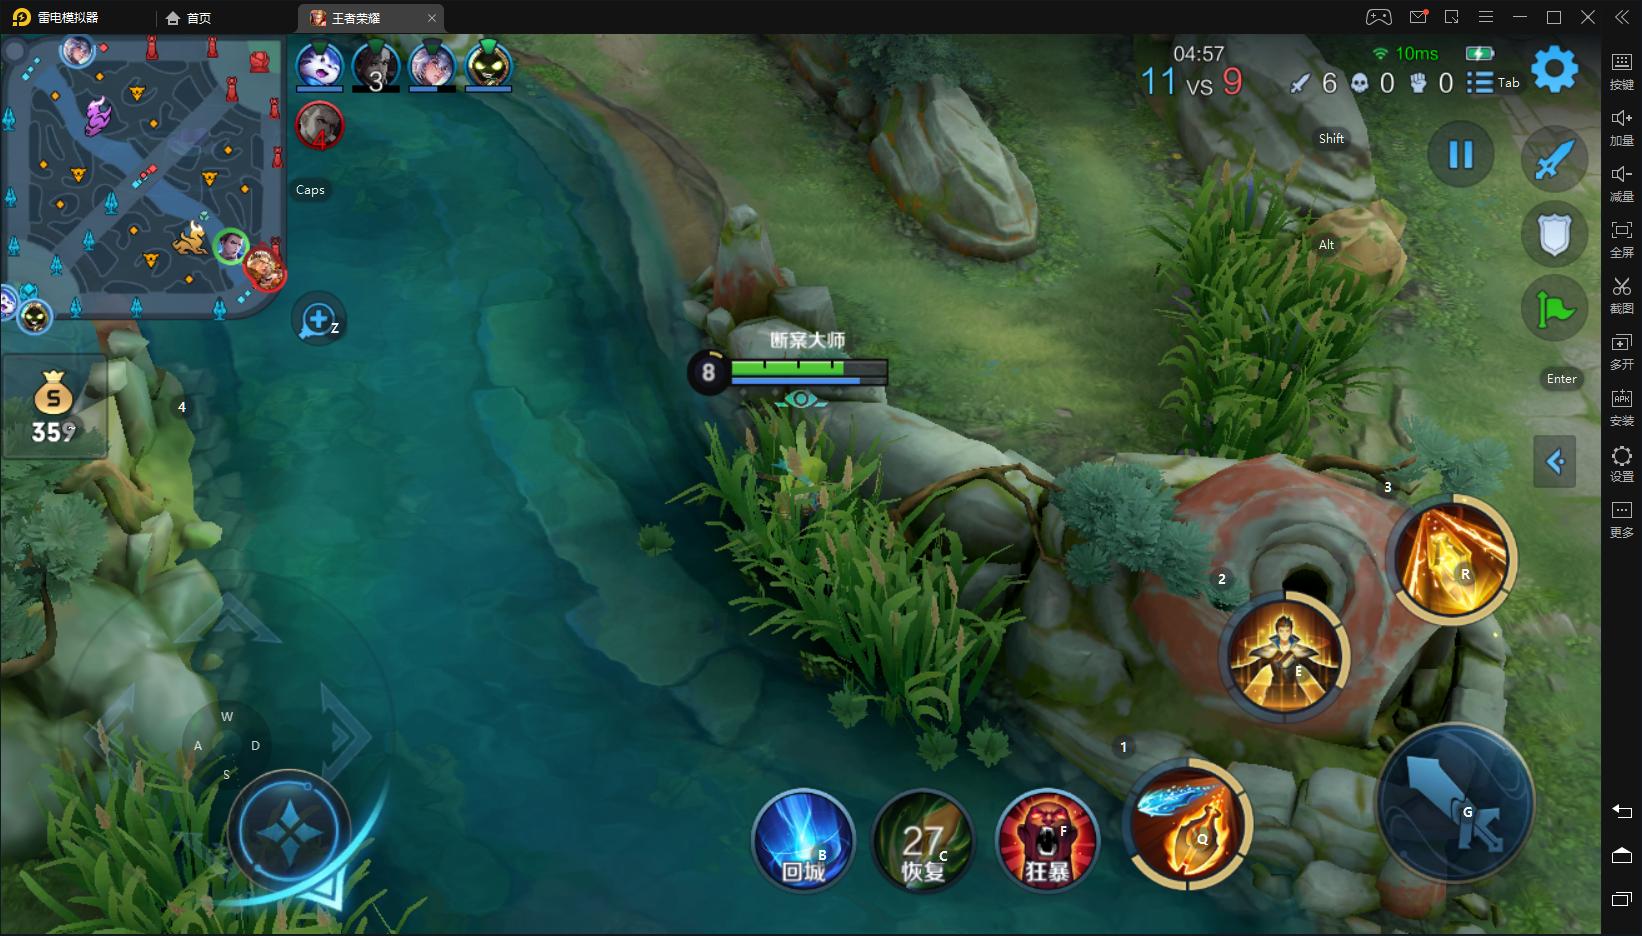 雷电模拟器
首页
王者荣耀
3
4
04:57
10ms
11 vs 9
6
0
0
Tab
Shift
Caps
Alt
Z
断案大师
8
Enter
359
4
3
R
2
E
W
A
D
S
1
G
B
回城
27
C
恢复
F
狂暴
Q
按键
加量
减量
全屏
截图
多开
APK
安装
设置
更多